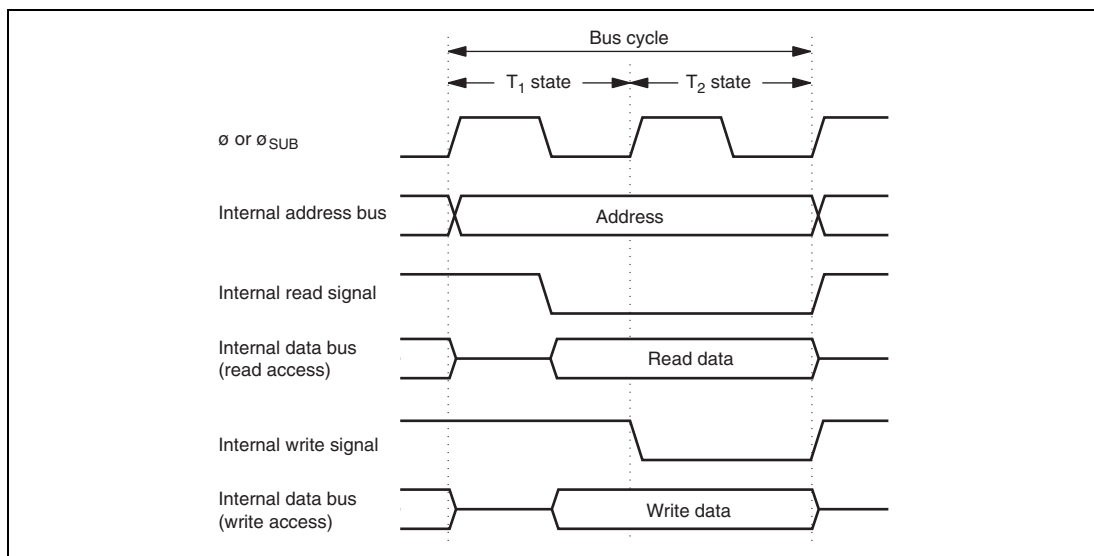 Bus cycle
T1 state
T2 state
ø or øSUB
Internal address bus
Address
Internal read signal
Internal data bus
(read access)
Read data
Internal write signal
Internal data bus
(write access)
Write data